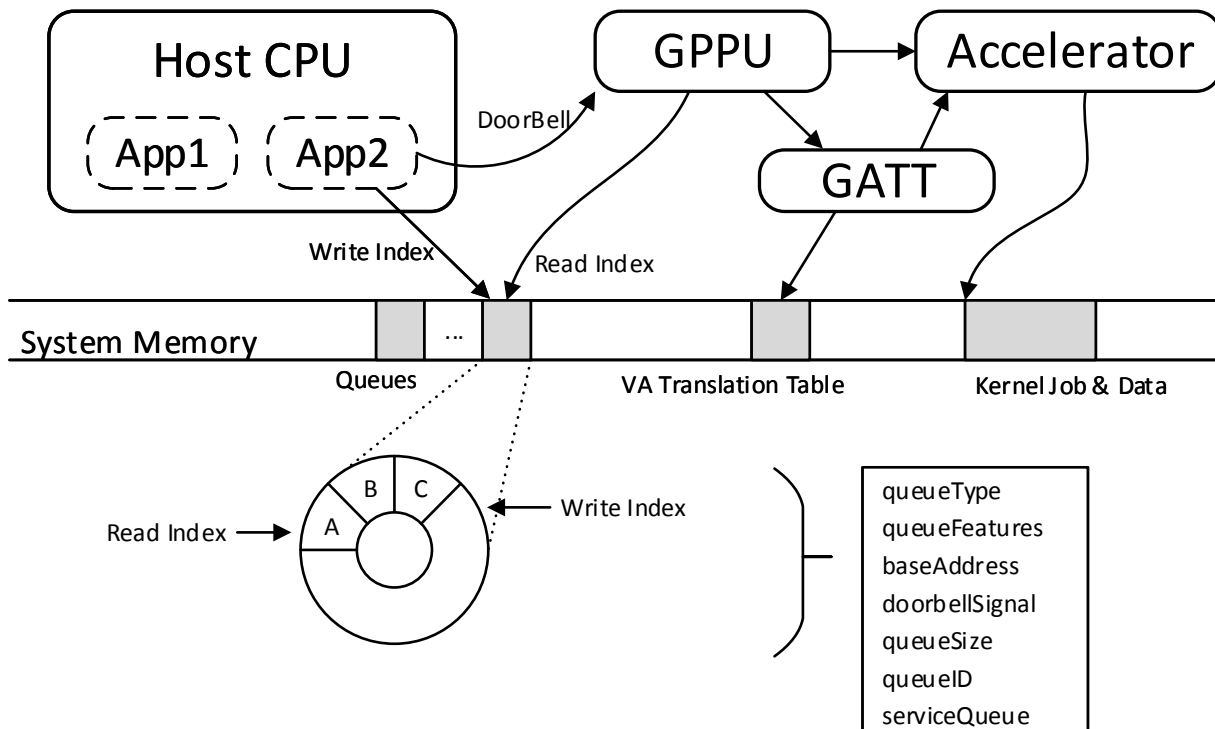 Host CPU
App1
App2
DoorBell
GPPU
Accelerator
GATT
Write Index
Read Index
System Memory
...
Queues
VA Translation Table
Kernel Job & Data
Read Index
A
B
C
Write Index
queueType
queueFeatures
baseAddress
doorbellSignal
queueSize
queueID
serviceQueue